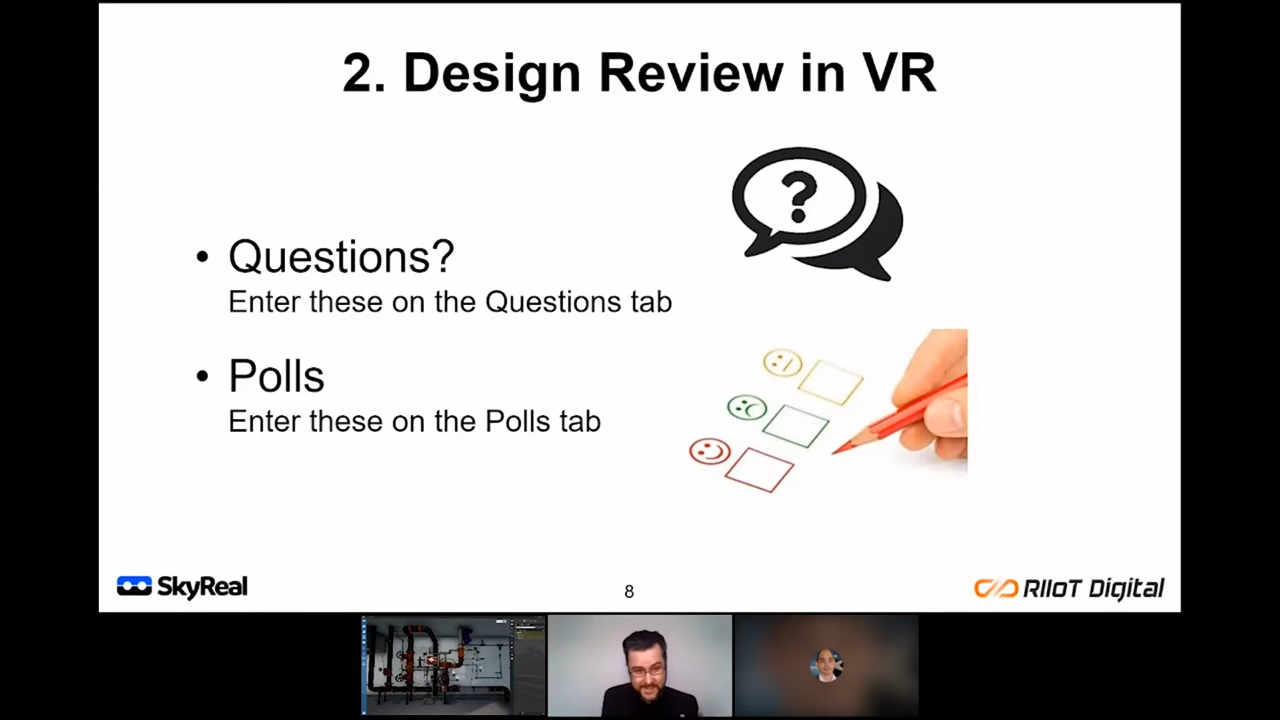 2. Design Review in VR
• Questions?
Enter these on the Questions tab
• Polls
Enter these on the Polls tab
SkyReal
8
RIIoT Digital